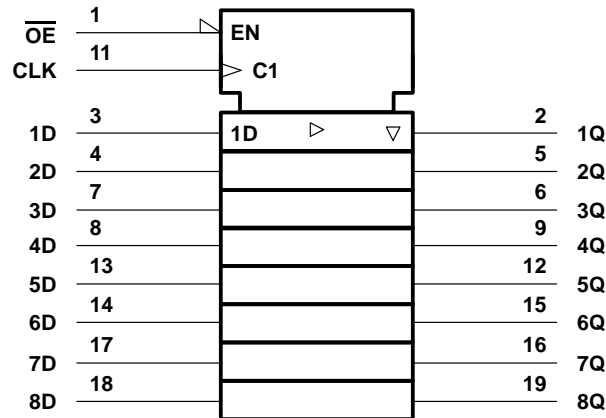 1
OE EN
11
CLK C1
3 2
1D 1D 1Q
4 5
2D 2Q
7 6
3D 3Q
8 9
4D 4Q
13 12
5D 5Q
14 15
6D 6Q
17 16
7D 7Q
18 19
8D 8Q